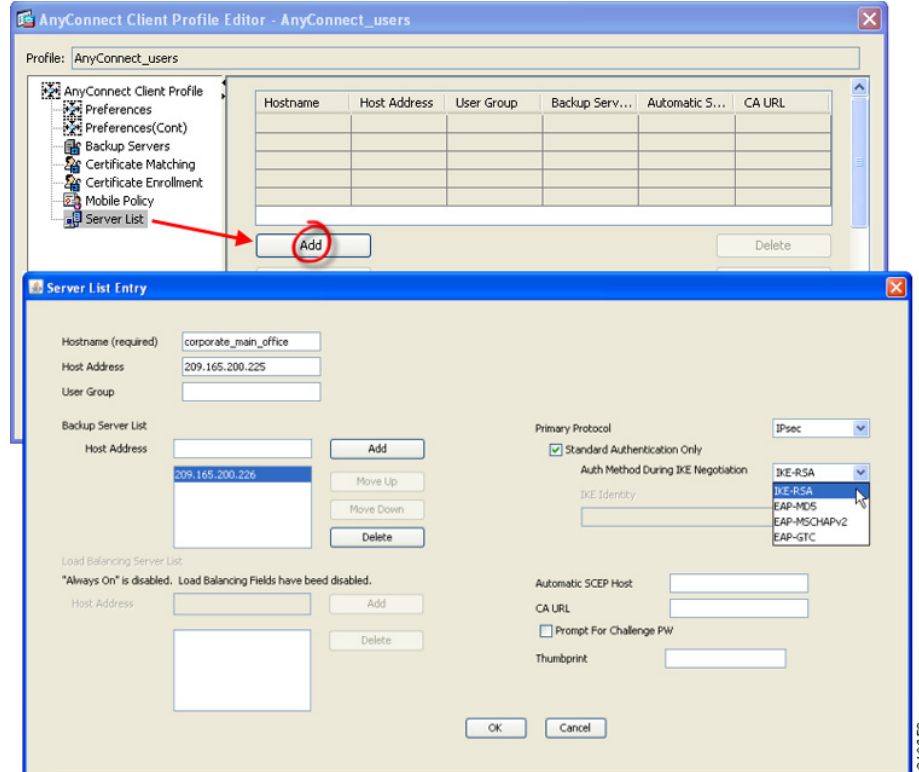 AnyConnect Client Profile Editor - AnyConnect_users
Profile: AnyConnect_users
AnyConnect Client Profile
Preferences
Preferences(Cont)
Backup Servers
Certificate Matching
Certificate Enrollment
Mobile Policy
Server List
Hostname Host Address User Group Backup Serv... Automatic S... CA URL
Add Delete
Server List Entry
Hostname (required) corporate_main_office
Host Address 209.165.200.225
User Group
Backup Server List
Host Address Add
209.165.200.226
Move Up
Move Down
Delete
Primary Protocol IPsec
Standard Authentication Only
Auth Method During IKE Negotiation IKE-RSA
IKE-RSA
EAP-MD5
EAP-MSCHAPv2
EAP-GTC
IKE Identity
Load Balancing Server List
"Always On" is disabled. Load Balancing Fields have beed disabled.
Host Address Add
Delete
Automatic SCEP Host
CA URL
Prompt For Challenge PW
Thumbprint
OK Cancel